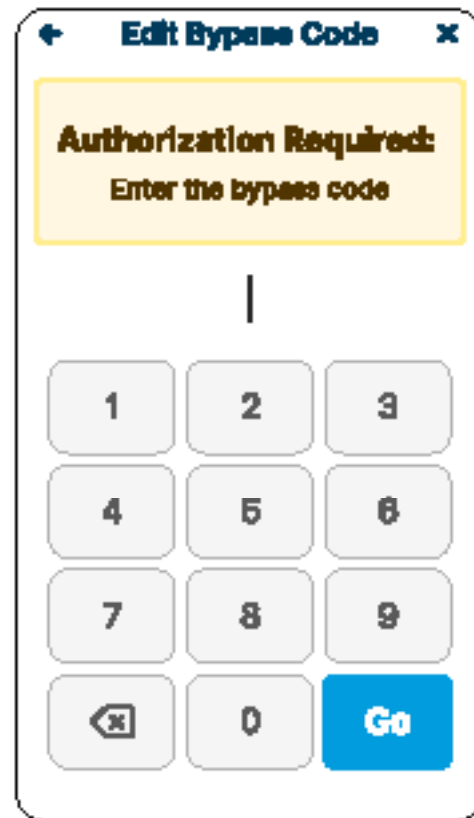 Edit Bypass Code
Authorization Required:
Enter the bypass code
1 2 3
4 5 6
7 8 9
0 Go